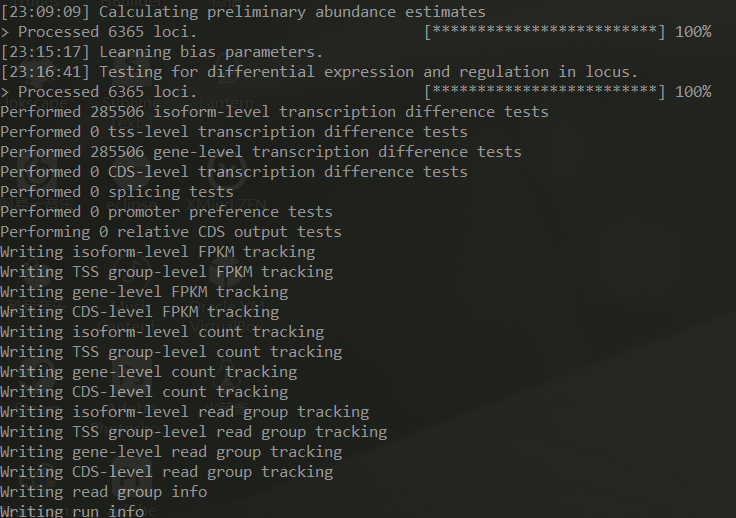 [23:09:09] Calculating preliminary abundance estimates
> Processed 6365 loci. [*************************] 100%
[23:15:17] Learning bias parameters.
[23:16:41] Testing for differential expression and regulation in locus.
> Processed 6365 loci. [*************************] 100%
Performed 285506 isoform-level transcription difference tests
Performed 0 tss-level transcription difference tests
Performed 285506 gene-level transcription difference tests
Performed 0 CDS-level transcription difference tests
Performed 0 splicing tests
Performed 0 promoter preference tests
Performing 0 relative CDS output tests
Writing isoform-level FPKM tracking
Writing TSS group-level FPKM tracking
Writing gene-level FPKM tracking
Writing CDS-level FPKM tracking
Writing isoform-level count tracking
Writing TSS group-level count tracking
Writing gene-level count tracking
Writing CDS-level count tracking
Writing isoform-level read group tracking
Writing TSS group-level read group tracking
Writing gene-level read group tracking
Writing CDS-level read group tracking
Writing read group info
Writing run info